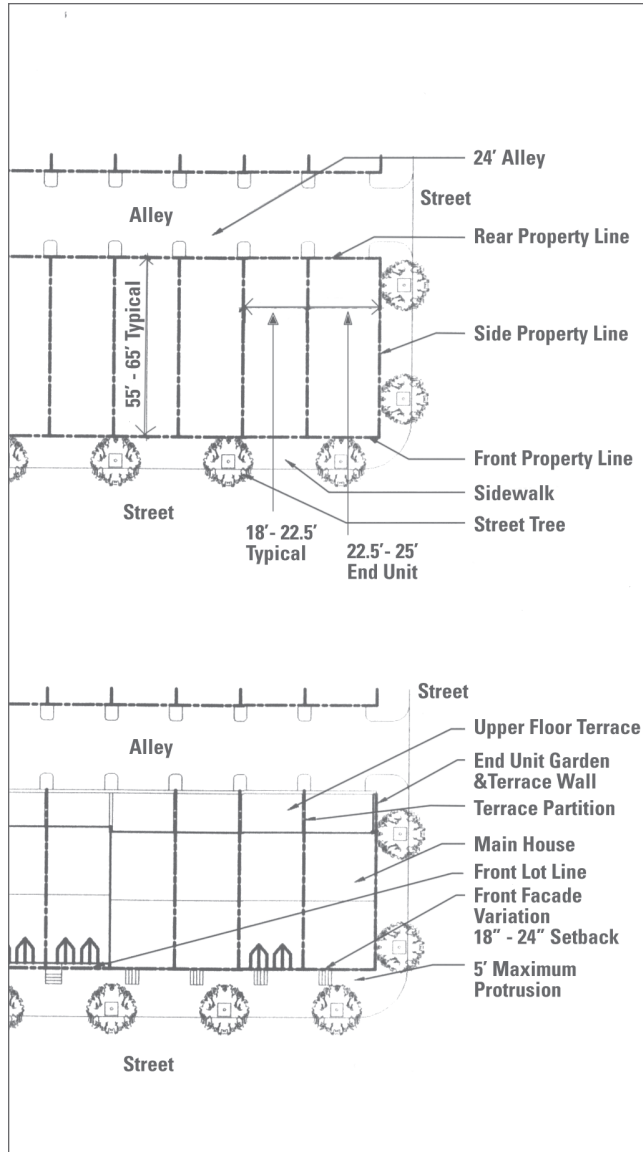 24′ Alley
Street
Alley
Rear Property Line
55′ - 65′ Typical
Side Property Line
Front Property Line
Sidewalk
Street
Street Tree
18′- 22.5′
Typical
22.5′- 25′
End Unit
Street
Upper Floor Terrace
Alley
End Unit Garden
&Terrace Wall
Terrace Partition
Main House
Front Lot Line
Front Facade
Variation
18″ - 24″ Setback
5′ Maximum
Protrusion
Street